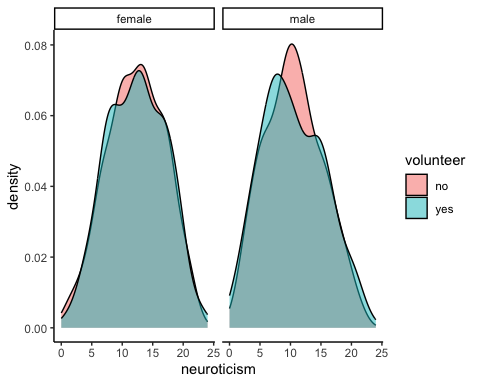 female
male
0.08
0.06
0.04
0.02
0.00
density
0 5 10 15 20 25
0 5 10 15 20 25
neuroticism
volunteer
no
yes